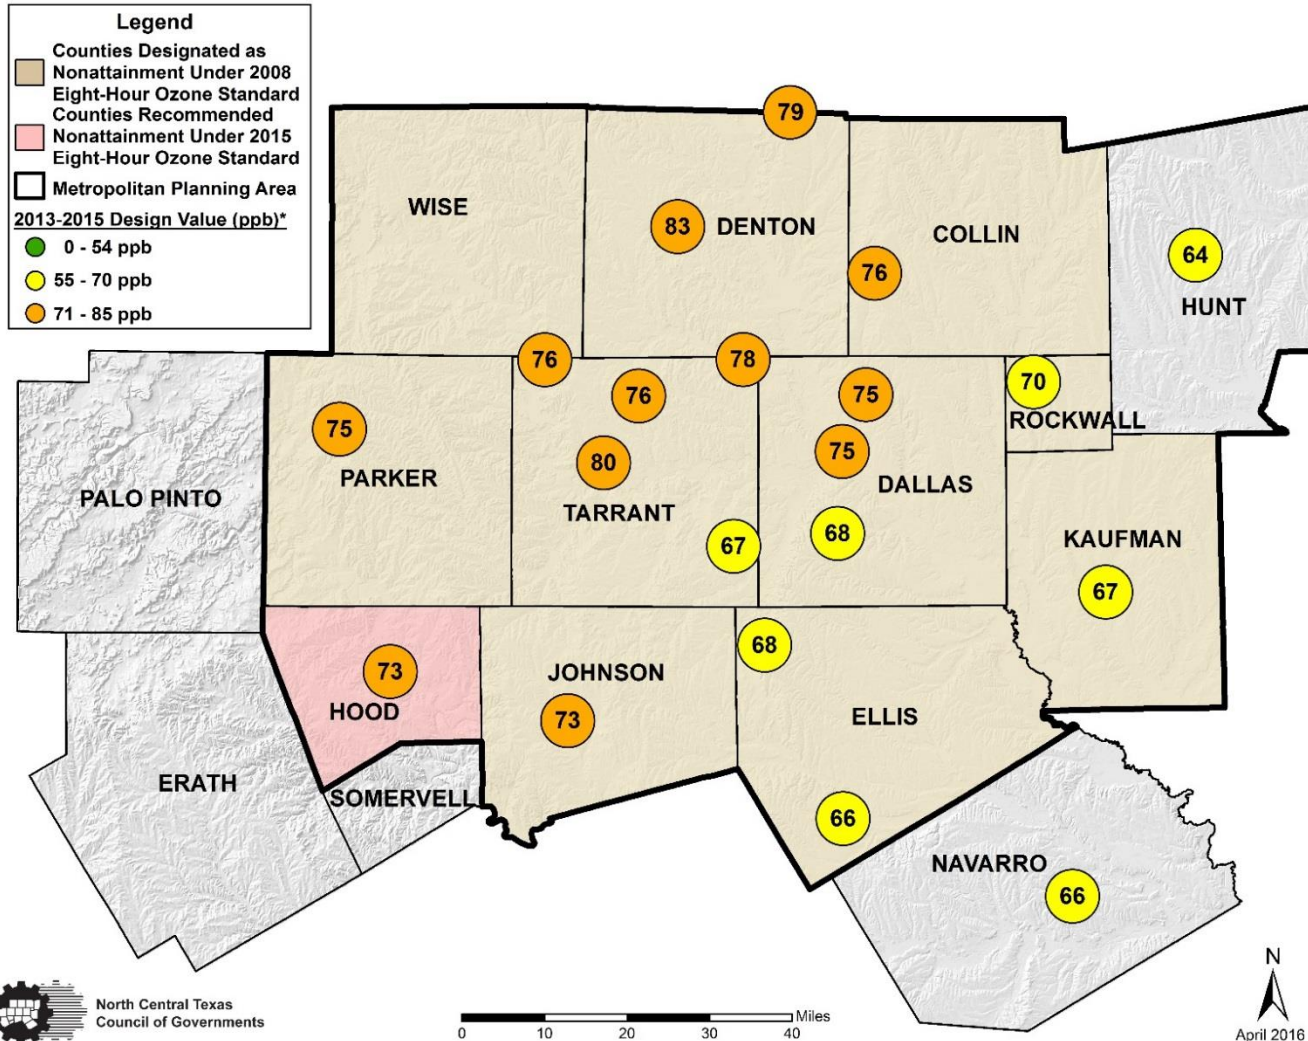 Legend
Counties Designated as
Nonattainment Under 2008
Eight-Hour Ozone Standard
Counties Recommended
Nonattainment Under 2015
Eight-Hour Ozone Standard
Metropolitan Planning Area
2013-2015 Design Value (ppb)*
0 - 54 ppb
55 - 70 ppb
71 - 85 ppb
79
WISE
83
DENTON
COLLIN
76
64
HUNT
76
78
76
75
70
ROCKWALL
75
PARKER
80
TARRANT
75
DALLAS
PALO PINTO
67
68
KAUFMAN
67
73
HOOD
JOHNSON
73
68
ELLIS
ERATH
SOMERVELL
66
NAVARRO
66
North Central Texas
Council of Governments
0 10 20 30 40 Miles
N
April 2016